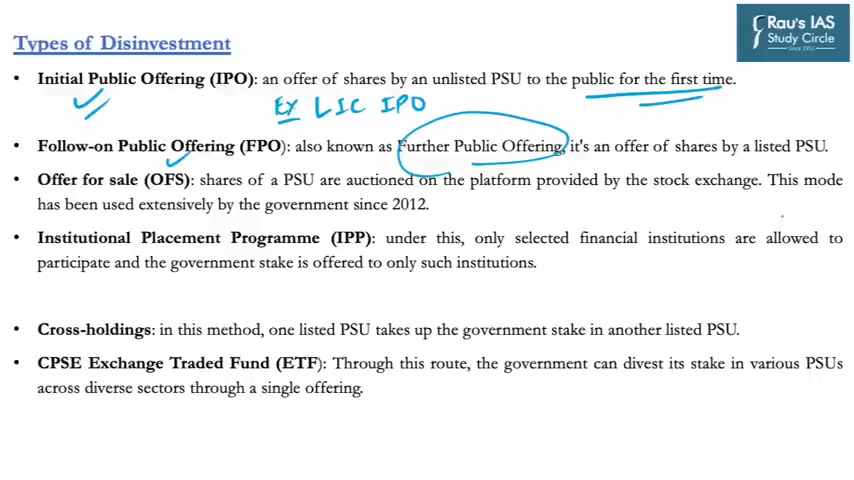 Rau's IAS
Study Circle
Since 1953
Types of Disinvestment
• Initial Public Offering (IPO): an offer of shares by an unlisted PSU to the public for the first time.
Ex LIC IPO
• Follow-on Public Offering (FPO): also known as Further Public Offering, it's an offer of shares by a listed PSU.
• Offer for sale (OFS): shares of a PSU are auctioned on the platform provided by the stock exchange. This mode
has been used extensively by the government since 2012.
• Institutional Placement Programme (IPP): under this, only selected financial institutions are allowed to
participate and the government stake is offered to only such institutions.
• Cross-holdings: in this method, one listed PSU takes up the government stake in another listed PSU.
• CPSE Exchange Traded Fund (ETF): Through this route, the government can divest its stake in various PSUs
across diverse sectors through a single offering.